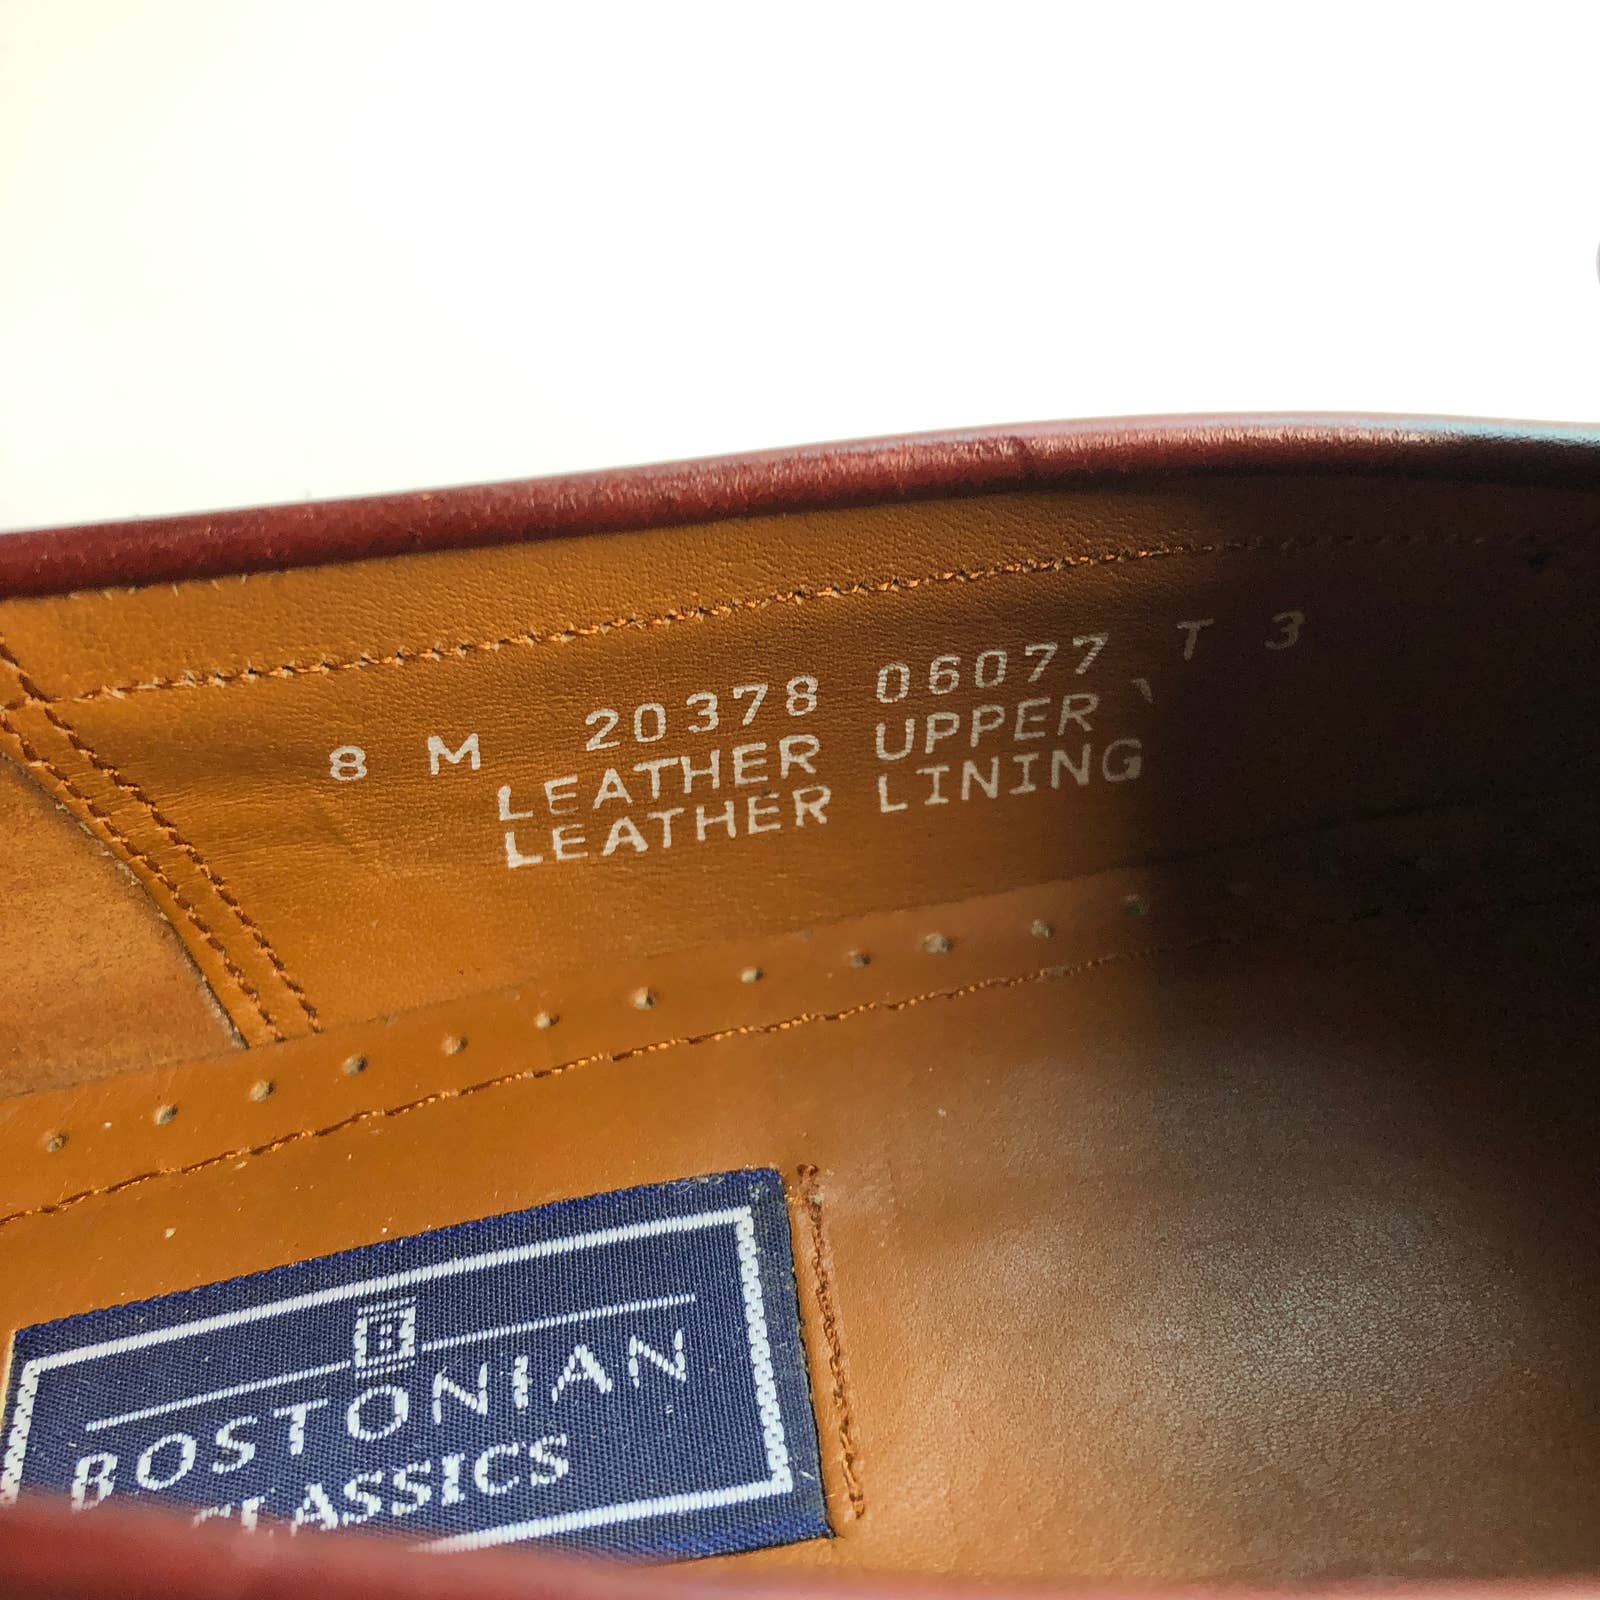 8 M 20378 06077 T 3
LEATHER UPPER
LEATHER LINING
B
BOSTONIAN
CLASSICS